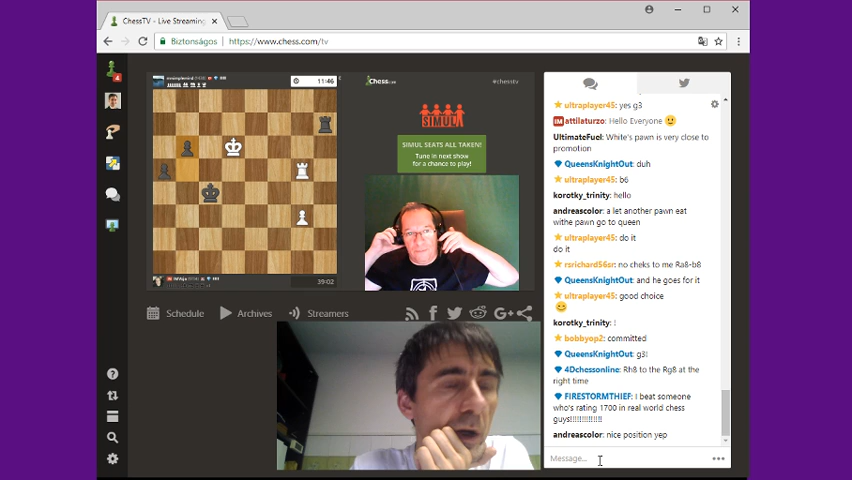 ChessTV - Live Streaming
Biztonságos
https://www.chess.com/tv
4
11:46
39:02
Chess.com
#chesstv
SIMUL
SIMUL SEATS ALL TAKEN!
Tune in next show
for a chance to play!
Schedule
Archives
Streamers
G+
ultraplayer45: yes g3
IM attilaturzo: Hello Everyone
UltimateFuel: White's pawn is very close to
promotion
QueensKnightOut: duh
ultraplayer45: b6
korotky_trinity: hello
andreascolor: a let another pawn eat
withe pawn go to queen
ultraplayer45: do it
do it
rsrichard56sr: no cheks to me Ra8-b8
QueensKnightOut: and he goes for it
ultraplayer45: good choice
korotky_trinity: !
bobbyop2: committed
QueensKnightOut: g3!
4Dchessonline: Rh8 to the Rg8 at the
right time
FIRESTORMTHIEF: I beat someone
who's rating 1700 in real world chess
guys!!!!!!!!!!!!!
andreascolor: nice position yep
Message...